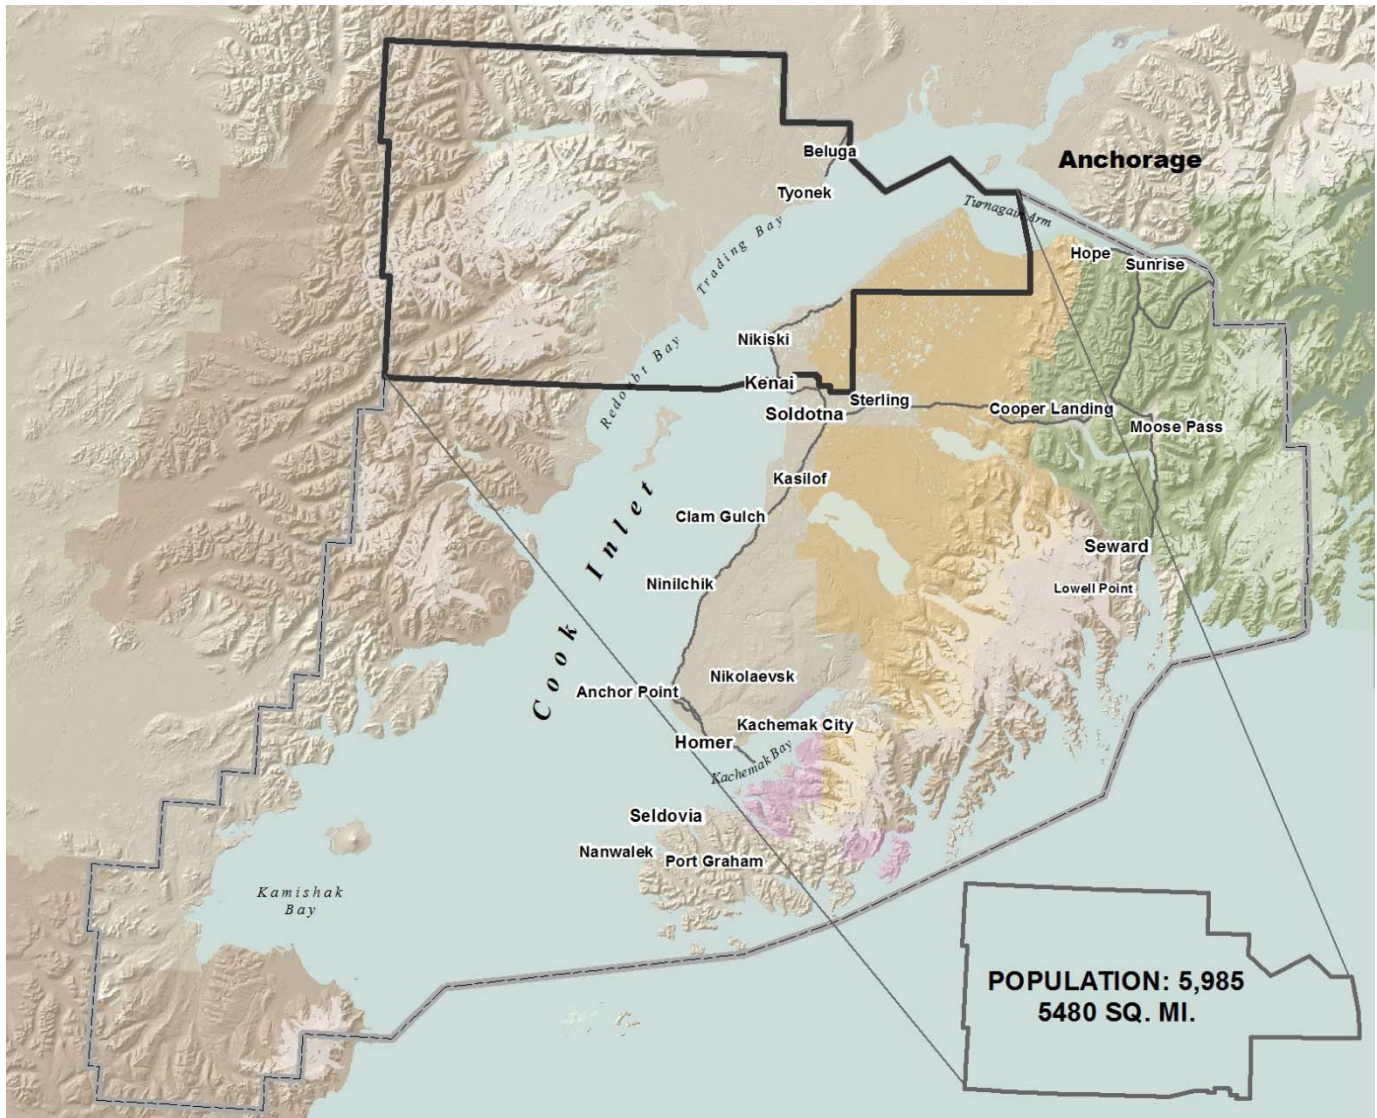 Anchorage
Beluga
Tyonek
Turnagain Arm
Trading Bay
Hope
Sunrise
Nikiski
Redoubt Bay
Kenai
Sterling
Soldotna
Cooper Landing
Moose Pass
Kasilof
Clam Gulch
Cook Inlet
Seward
Ninilchik
Lowell Point
Nikolaevsk
Anchor Point
Kachemak City
Homer
Kachemak Bay
Seldovia
Nanwalek
Port Graham
Kamishak
Bay
POPULATION: 5,985
5480 SQ. MI.